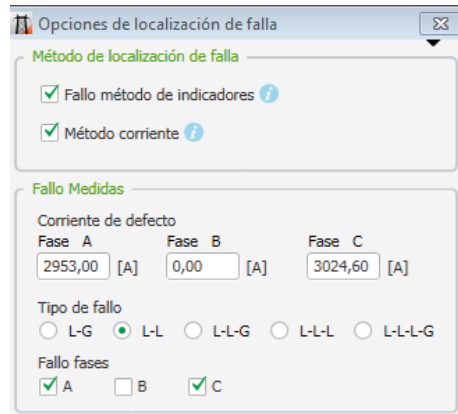 Opciones de localización de falla
Método de localización de falla
Fallo método de indicadores i
Método corriente i
Fallo Medidas
Corriente de defecto
Fase A Fase B Fase C
2953,00 [A] 0,00 [A] 3024,60 [A]
Tipo de fallo
L-G L-L L-L-G L-L-L L-L-L-G
Fallo fases
A B C